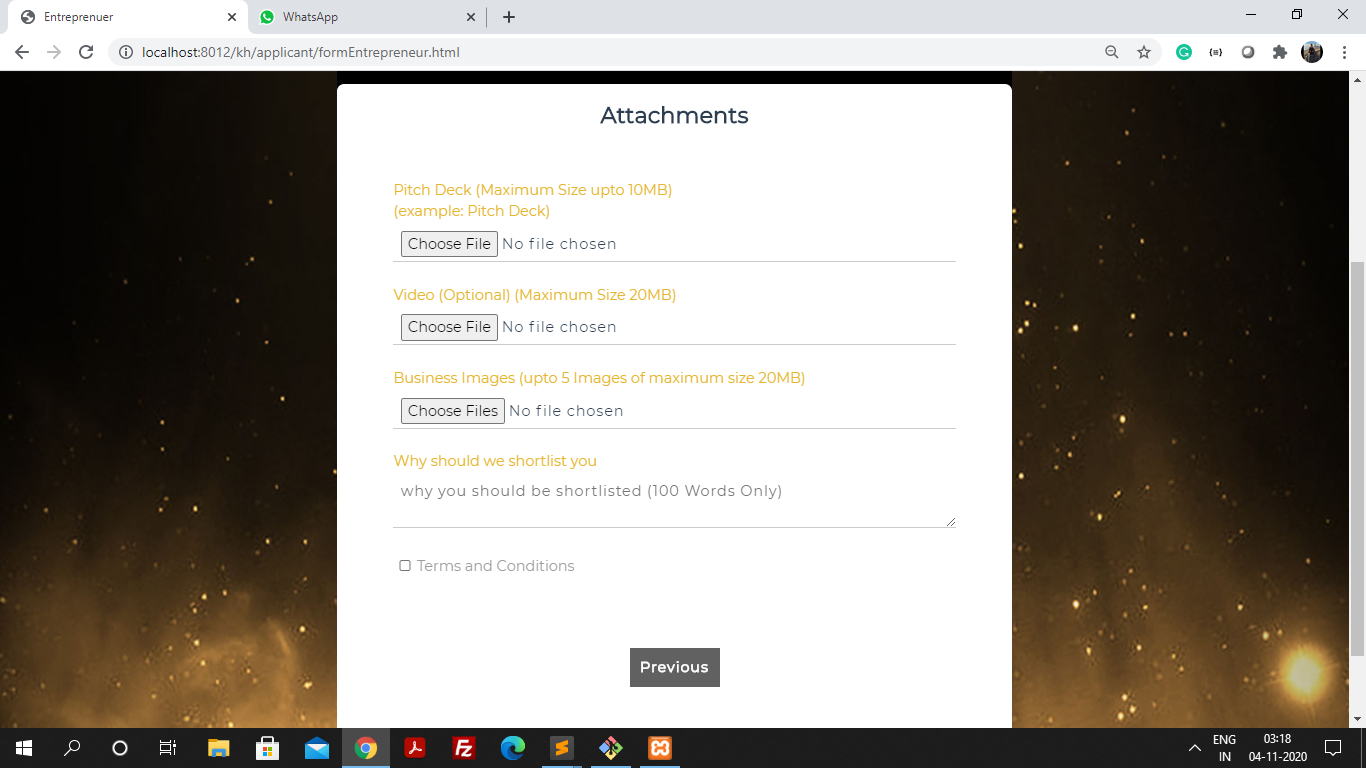 Entreprenuer
WhatsApp
localhost:8012/kh/applicant/formEntrepreneur.html
Attachments
Pitch Deck (Maximum Size upto 10MB)
(example: Pitch Deck)
Choose File No file chosen
Video (Optional) (Maximum Size 20MB)
Choose File No file chosen
Business Images (upto 5 Images of maximum size 20MB)
Choose Files No file chosen
Why should we shortlist you
why you should be shortlisted (100 Words Only)
Terms and Conditions
Previous
ENG
IN
03:18
04-11-2020